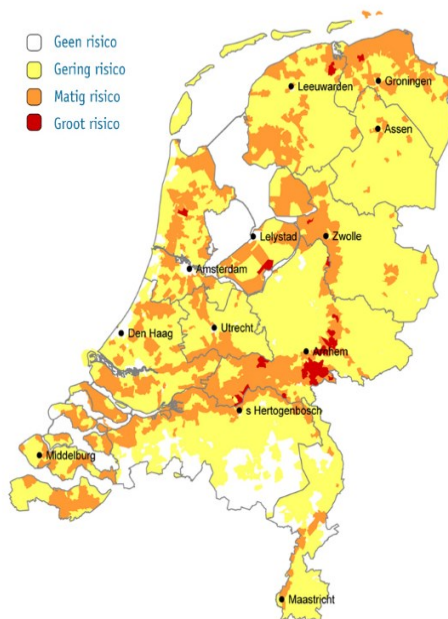 Geen risico
Gering risico
Matig risico
Groot risico
Leeuwarden
Groningen
Assen
Lelystad
Zwolle
Amsterdam
Den Haag
Utrecht
Arnhem
s Hertogenbosch
Middelburg
Maastricht